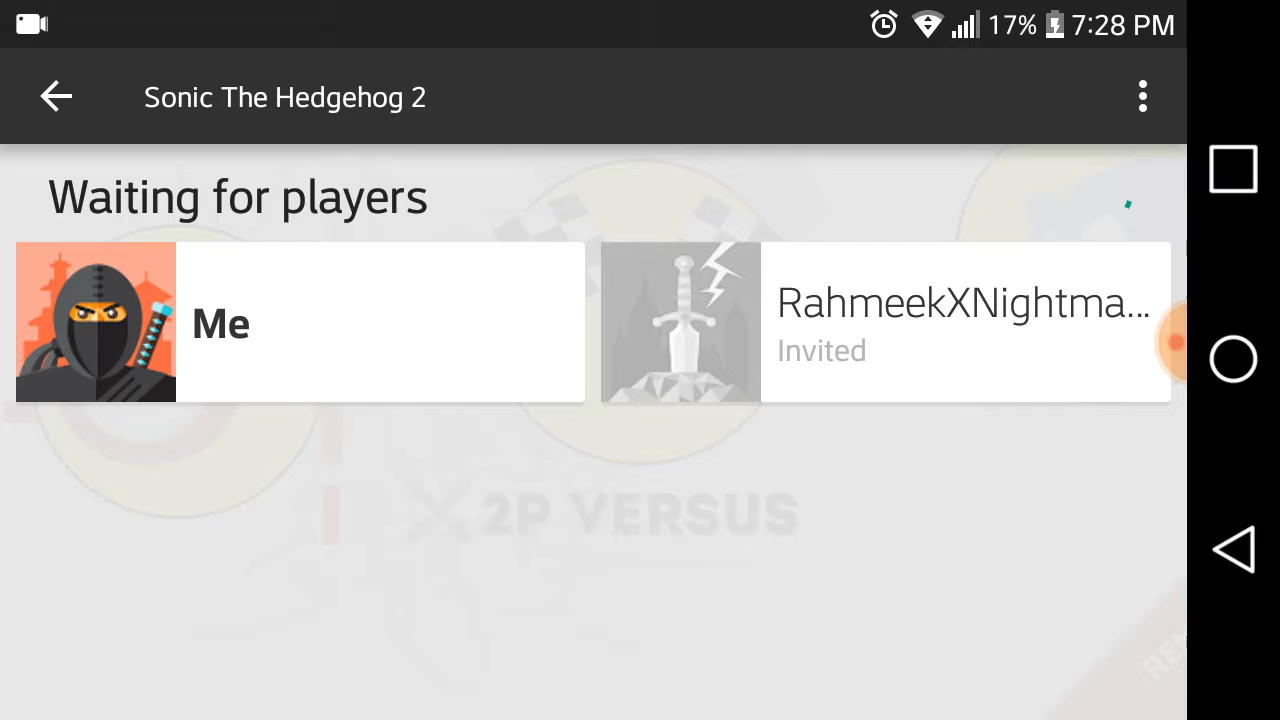 17% 7:28 PM
Sonic The Hedgehog 2
Waiting for players
Me
RahmeekXNightma...
Invited
2P VERSUS